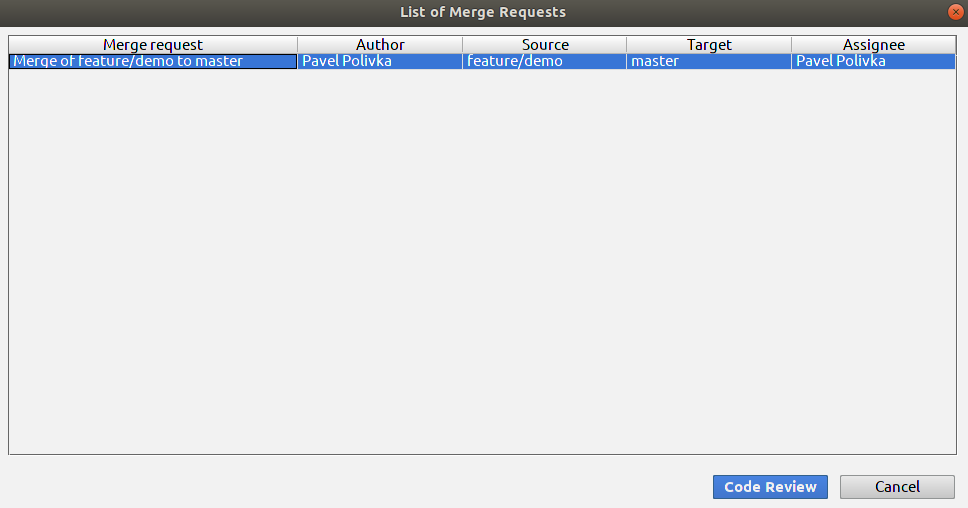 List of Merge Requests
Merge request Author Source Target Assignee
Merge of feature/demo to master Pavel Polivka feature/demo master Pavel Polivka
Code Review Cancel